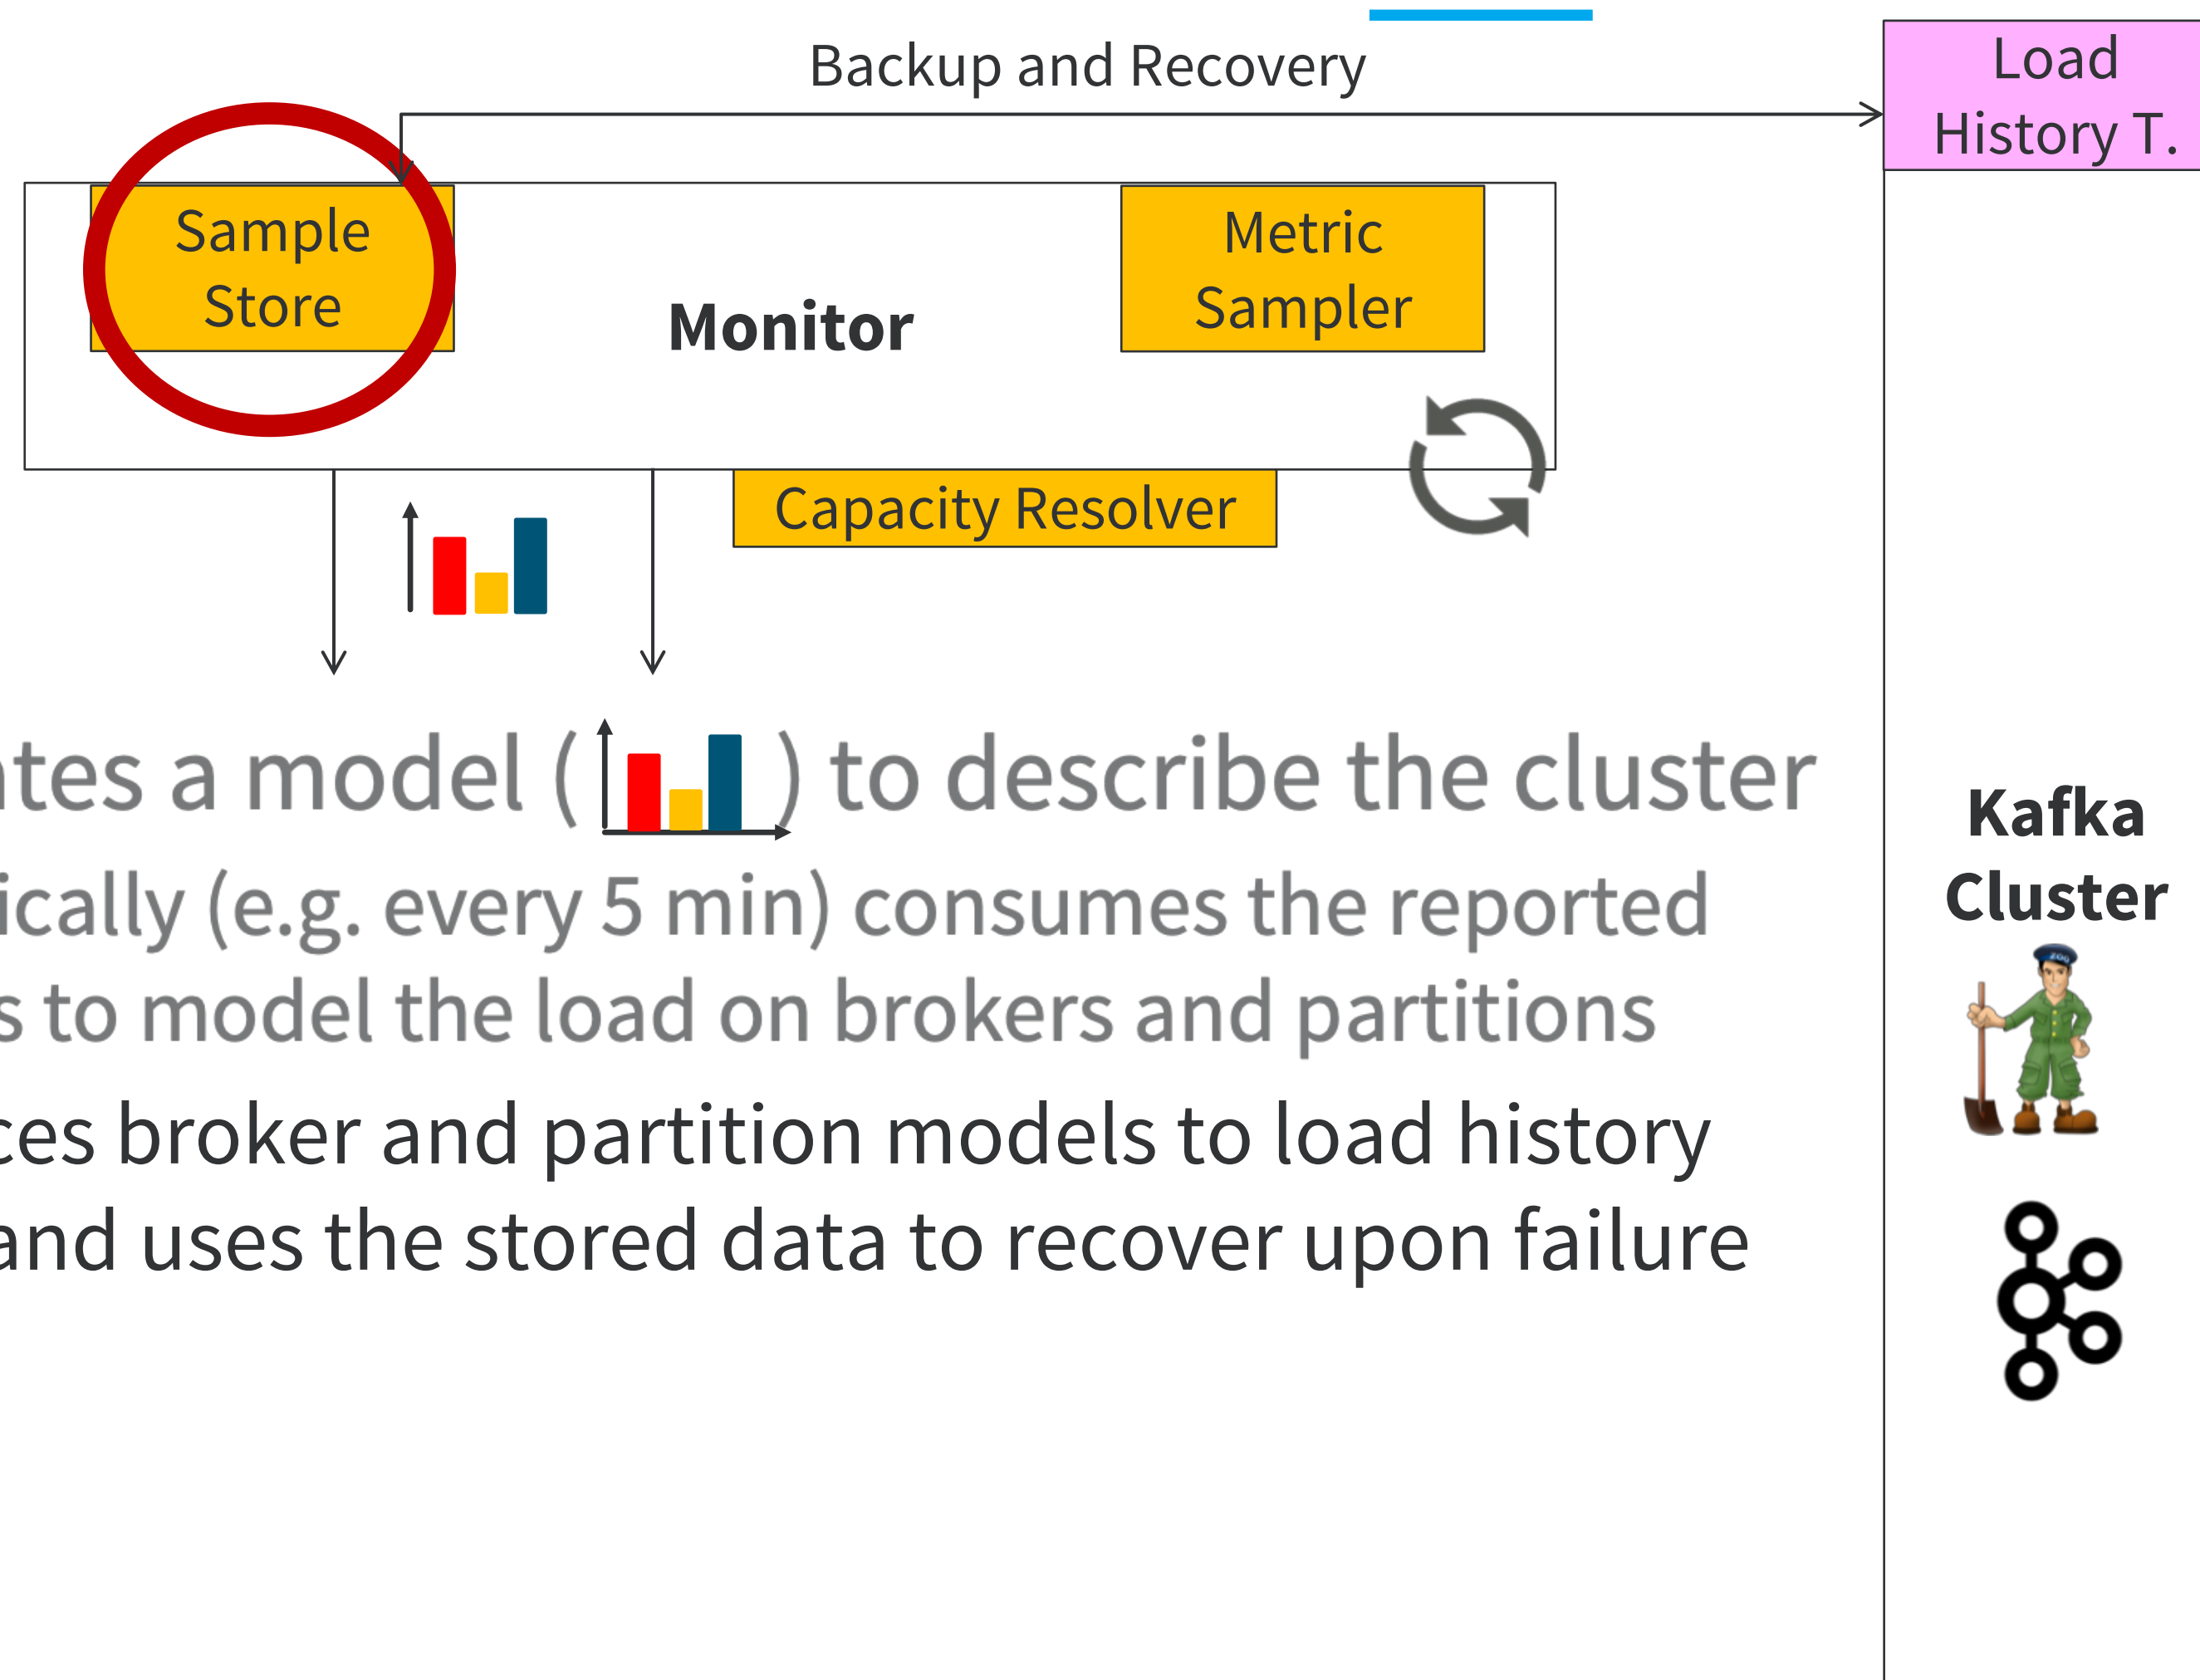 Backup and Recovery
Load
History T.
Sample
Store
Monitor
Metric
Sampler
Capacity Resolver
tes a model ( ) to describe the cluster
ically (e.g. every 5 min) consumes the reported
s to model the load on brokers and partitions
ces broker and partition models to load history
and uses the stored data to recover upon failure
Kafka
Cluster
ZOO